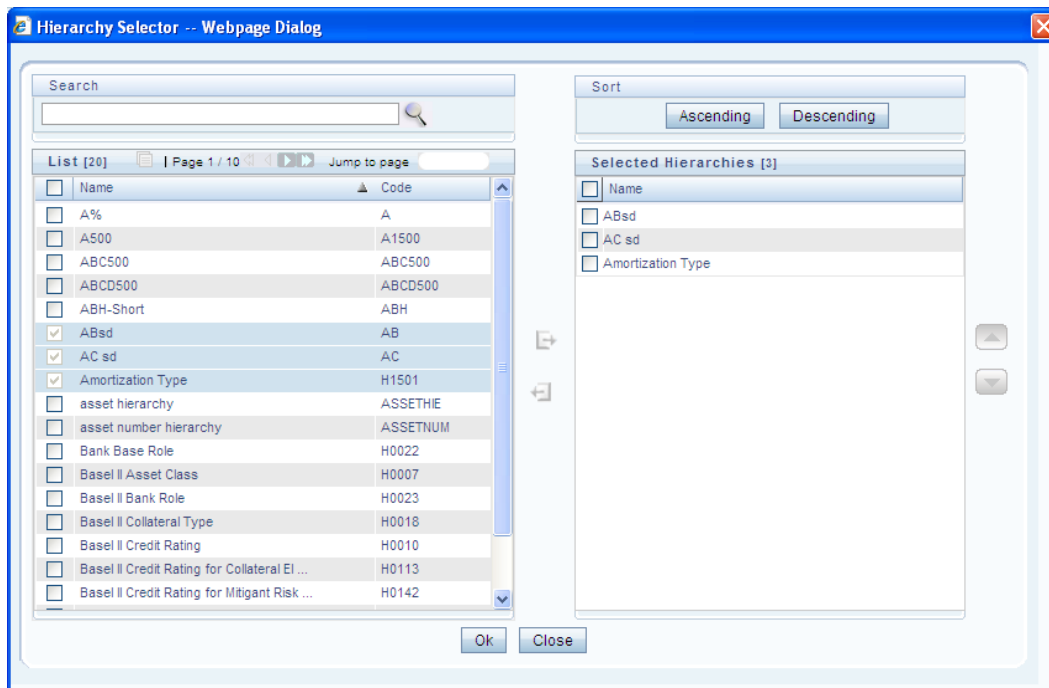 Hierarchy Selector -- Webpage Dialog
Search
Sort
Ascending Descending
List [20] | Page 1 / 10 Jump to page
Selected Hierarchies [3]
Name Code
Name
A% A
A500 A1500
ABC500 ABC500
ABCD500 ABCD500
ABH-Short ABH
ABsd AB
AC sd AC
Amortization Type H1501
asset hierarchy ASSETHIE
asset number hierarchy ASSETNUM
Bank Base Role H0022
Basel II Asset Class H0007
Basel II Bank Role H0023
Basel II Collateral Type H0018
Basel II Credit Rating H0010
Basel II Credit Rating for Collateral El ... H0113
Basel II Credit Rating for Mitigant Risk ... H0142
ABsd
AC sd
Amortization Type
Ok Close